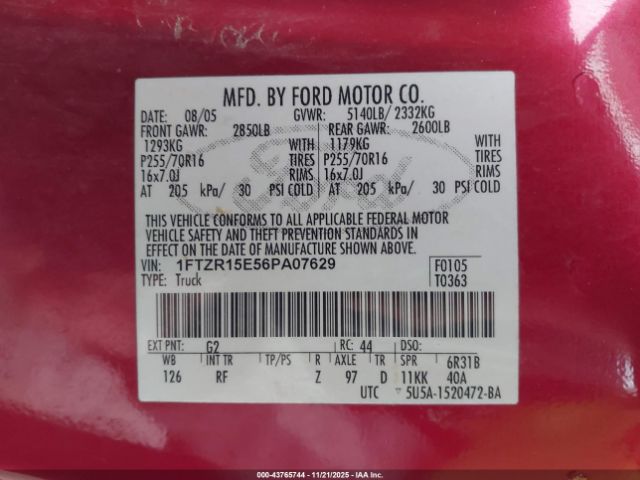 MFD. BY FORD MOTOR CO.
DATE: 08/05 GVWR: 5140LB/ 2332KG
FRONT GAWR: 2850LB REAR GAWR: 2600LB
1293KG WITH 1179KG WITH
P255/70R16 TIRES P255/70R16 TIRES
16x7.0J RIMS 16x7.0J RIMS
AT 205 kPa/ 30 PSI COLD AT 205 kPa/ 30 PSI COLD
THIS VEHICLE CONFORMS TO ALL APPLICABLE FEDERAL MOTOR
VEHICLE SAFETY AND THEFT PREVENTION STANDARDS IN
EFFECT ON THE DATE OF MANUFACTURE SHOWN ABOVE.
VIN: 1FTZR15E56PA07629 F0105
TYPE: Truck T0363
EXT PNT: G2 RC: 44 DSO:
WB INT TR TP/PS R AXLE TR SPR 6R31B
126 RF Z 97 D 11KK 40A
UTC 5U5A-1520472-BA
Ford
000-43765744 | 11/21/2025 | IAA Inc.